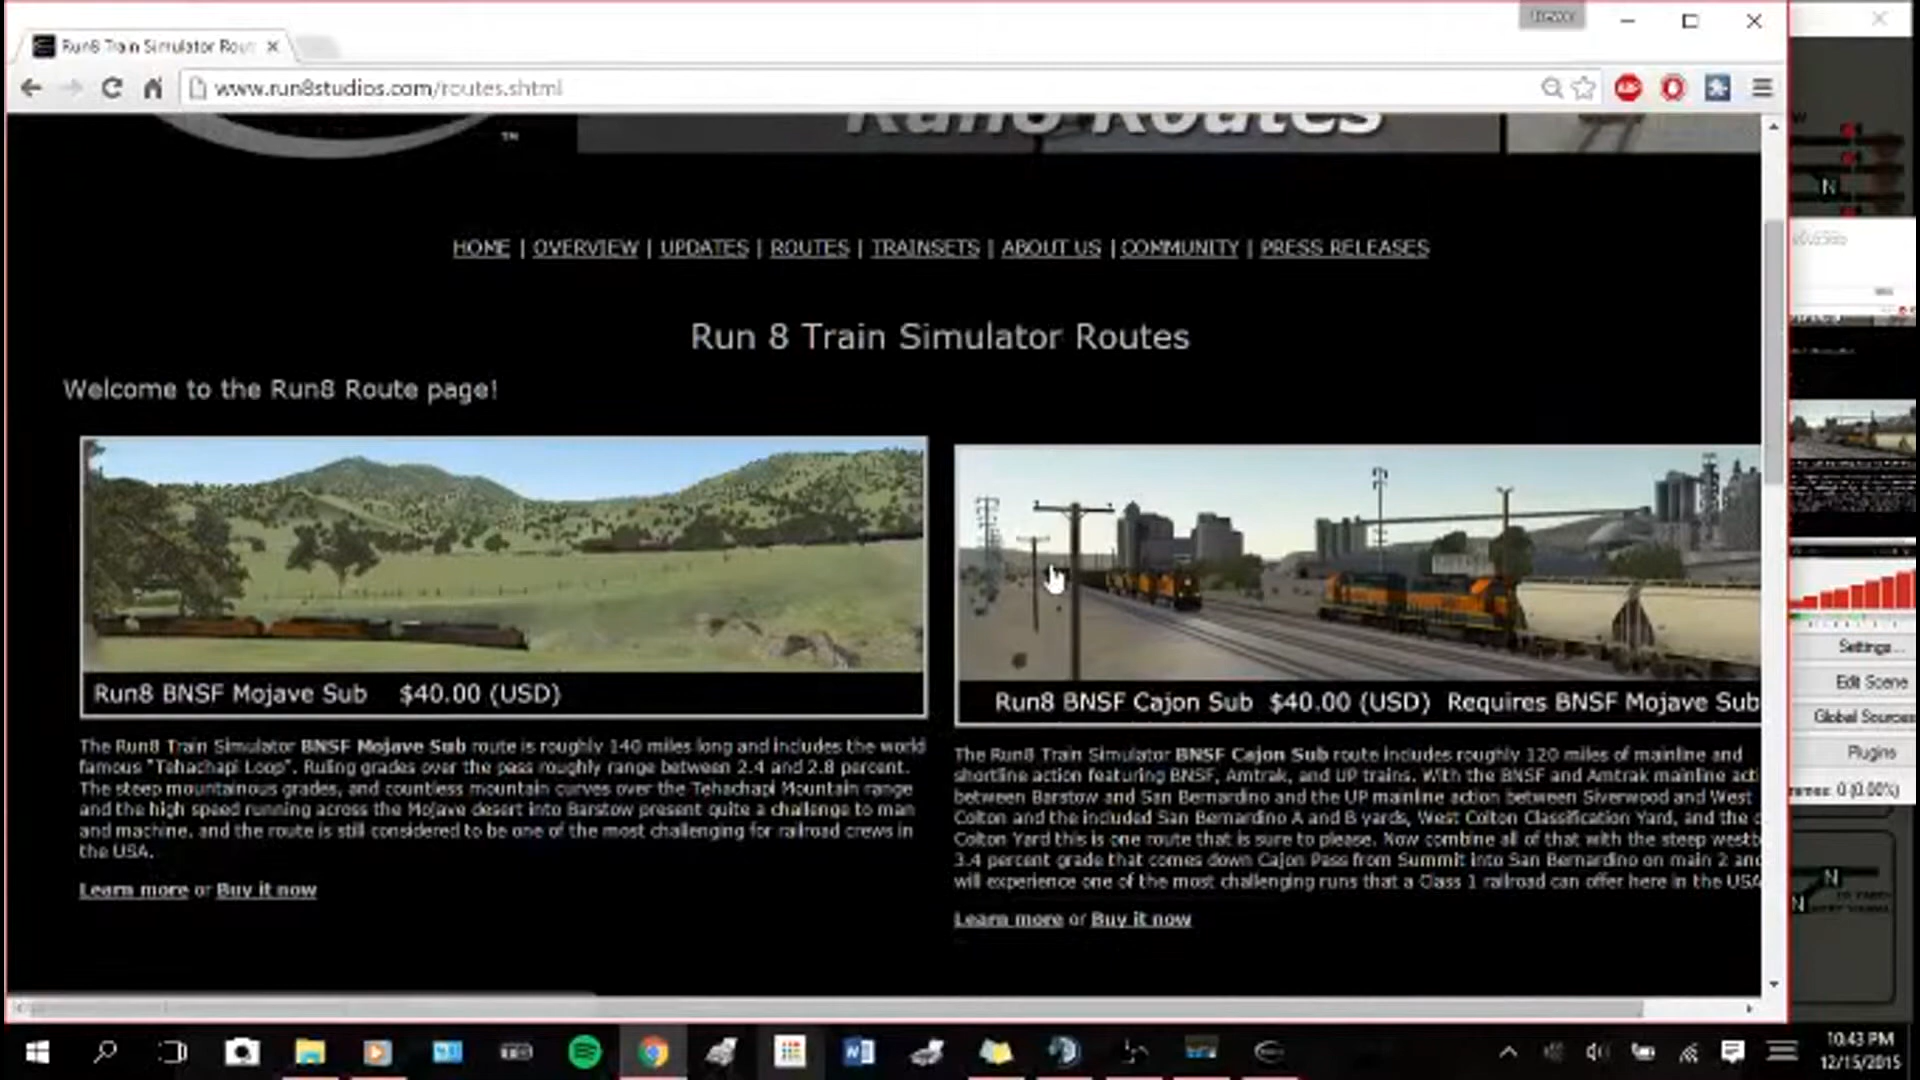 Run8 Train Simulator Rout
www.run8studios.com/routes.shtml
ABP
Run8 Routes
TM
HOME | OVERVIEW | UPDATES | ROUTES | TRAINSETS | ABOUT US | COMMUNITY | PRESS RELEASES
Run 8 Train Simulator Routes
Welcome to the Run8 Route page!
Run8 BNSF Mojave Sub $40.00 (USD)
The Run8 Train Simulator BNSF Mojave Sub route is roughly 140 miles long and includes the world
famous "Tehachapi Loop". Ruling grades over the pass roughly range between 2.4 and 2.8 percent.
The steep mountainous grades, and countless mountain curves over the Tehachapi Mountain range
and the high speed running across the Mojave desert into Barstow present quite a challenge to man
and machine, and the route is still considered to be one of the most challenging for railroad crews in
the USA.
Learn more or Buy it now
Run8 BNSF Cajon Sub $40.00 (USD) Requires BNSF Mojave Sub
The Run8 Train Simulator BNSF Cajon Sub route includes roughly 120 miles of mainline and
shortline action featuring BNSF, Amtrak, and UP trains. With the BNSF and Amtrak mainline acti
between Barstow and San Bernardino and the UP mainline action between Silverwood and West
Colton and the included San Bernardino A and B yards, West Colton Classification Yard, and the c
Colton Yard this is one route that is sure to please. Now combine all of that with the steep westb
3.4 percent grade that comes down Cajon Pass from Summit into San Bernardino on main 2 and
will experience one of the most challenging runs that a Class 1 railroad can offer here in the USA
Learn more or Buy it now
N
Settings...
Edit Scene
Global Sources
Plugins
0 (0.00%)
N
N
10:43 PM
12/15/2015